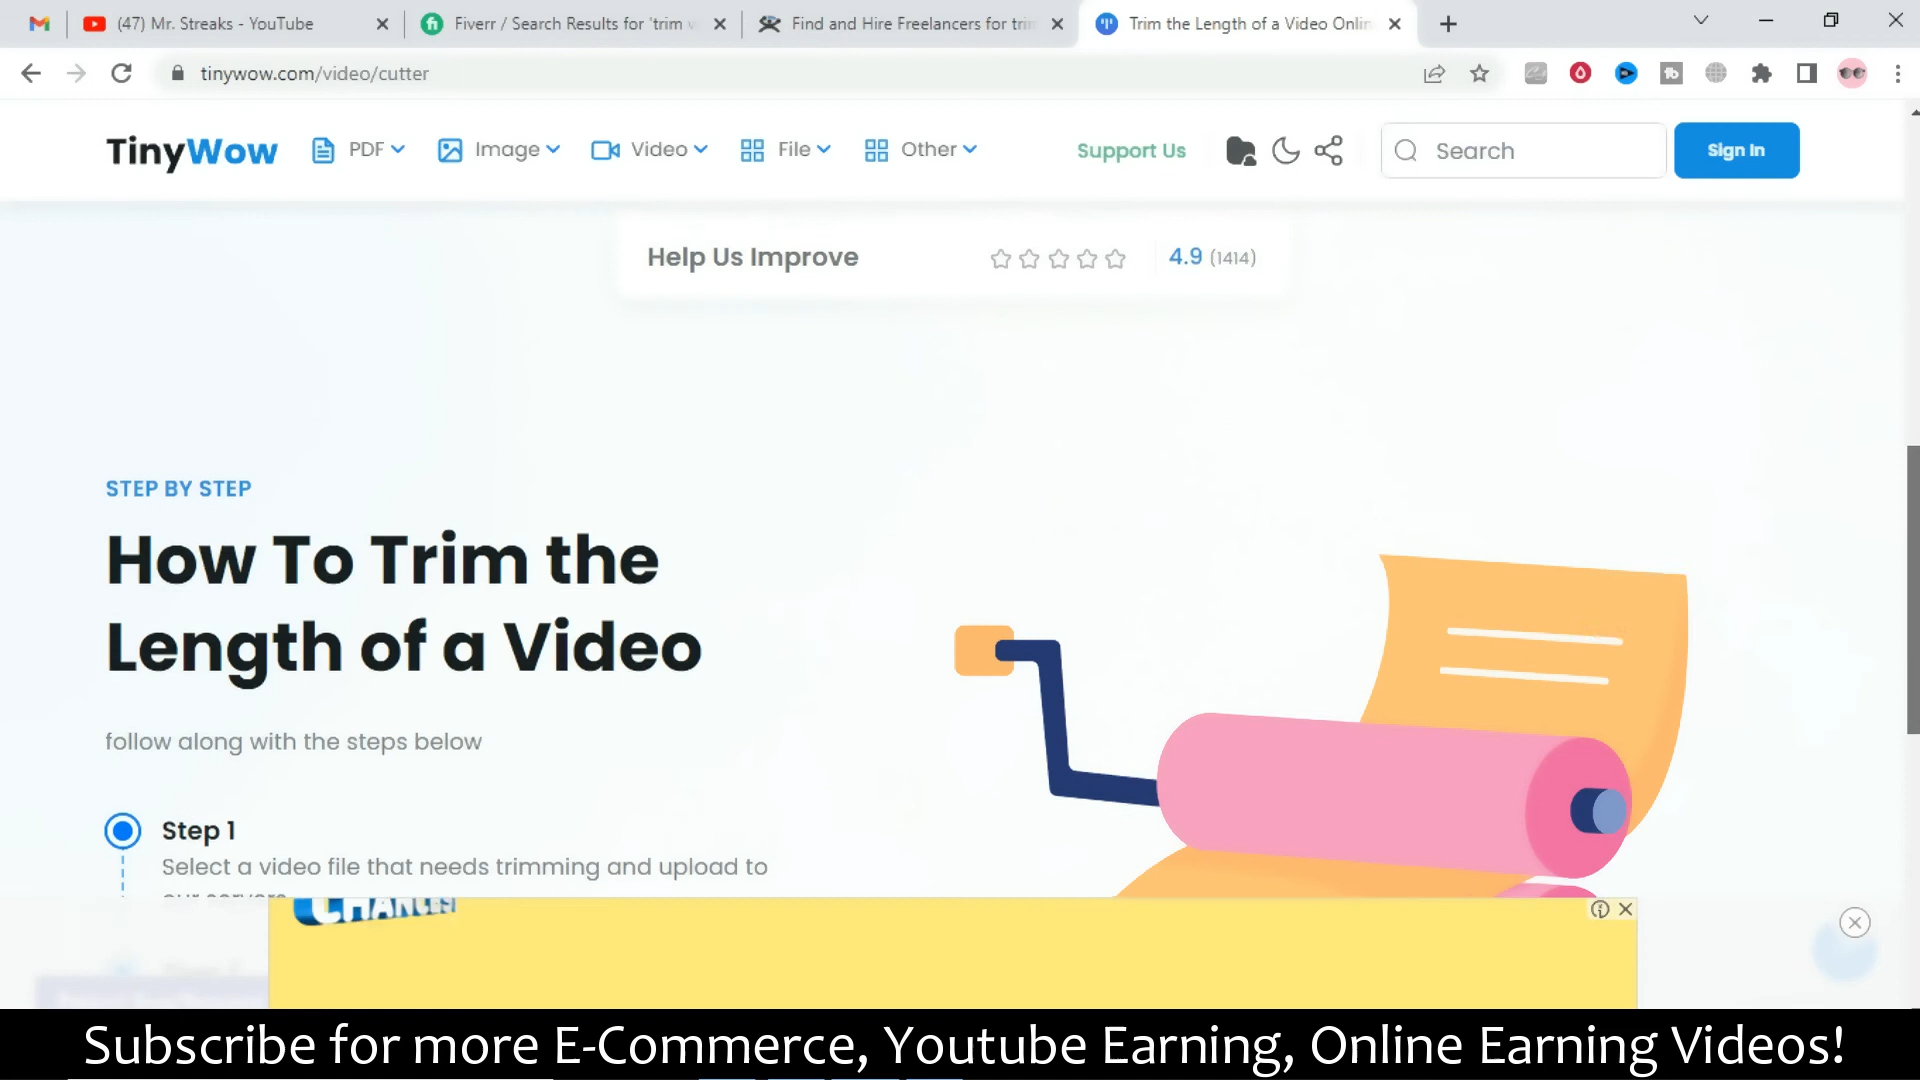 (47) Mr. Streaks - YouTube
Fiverr / Search Results for 'trim v
Find and Hire Freelancers for trim
Trim the Length of a Video Onlin
tinywow.com/video/cutter
TinyWow
PDF
Image
Video
File
Other
Support Us
Search
Sign In
Help Us Improve
4.9 (1414)
STEP BY STEP
How To Trim the
Length of a Video
follow along with the steps below
Step 1
Select a video file that needs trimming and upload to
our servers
CHANCES!
Subscribe for more E-Commerce, Youtube Earning, Online Earning Videos!